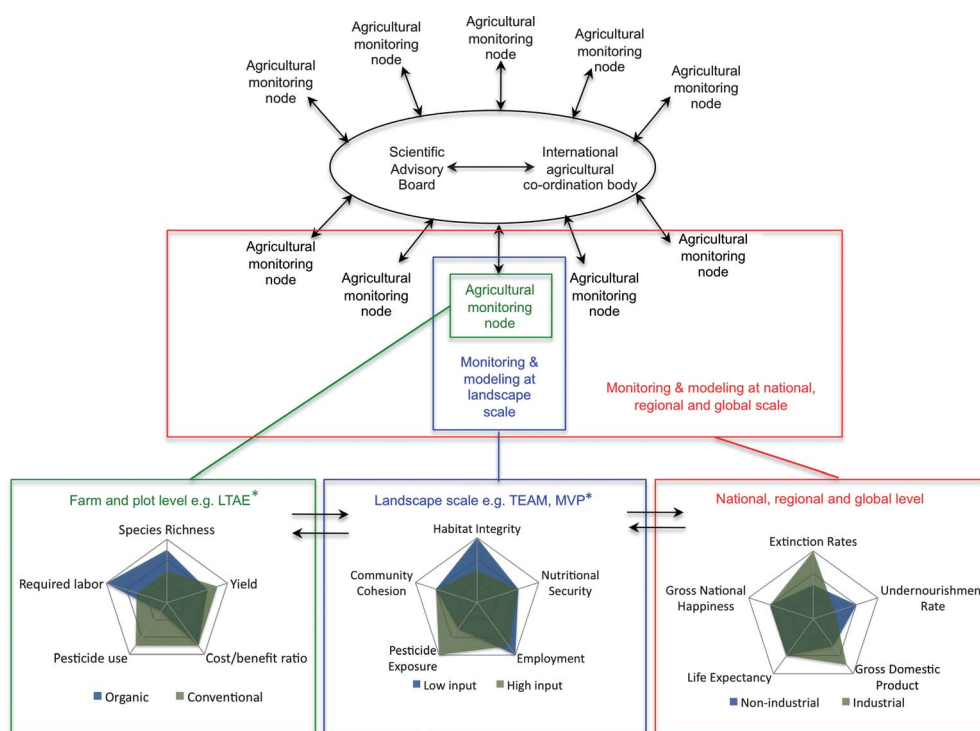 Agricultural
monitoring
node
Agricultural
monitoring
node
Agricultural
monitoring
node
Agricultural
monitoring
node
Agricultural
monitoring
node
Scientific
Advisory
Board
International
agricultural
co-ordination body
Agricultural
monitoring
node
Agricultural
monitoring
node
Agricultural
monitoring
node
Agricultural
monitoring
node
Agricultural
monitoring
node
Monitoring &
modeling at
landscape
scale
Monitoring & modeling at national,
regional and global scale
Farm and plot level e.g. LTAE*
Species Richness
Required labor
Yield
Pesticide use
Cost/benefit ratio
Organic
Conventional
Landscape scale e.g. TEAM, MVP*
Habitat Integrity
Community
Cohesion
Nutritional
Security
Pesticide
Exposure
Employment
Low input
High input
National, regional and global level
Extinction Rates
Gross National
Happiness
Undernourishment
Rate
Life Expectancy
Gross Domestic
Product
Non-industrial
Industrial